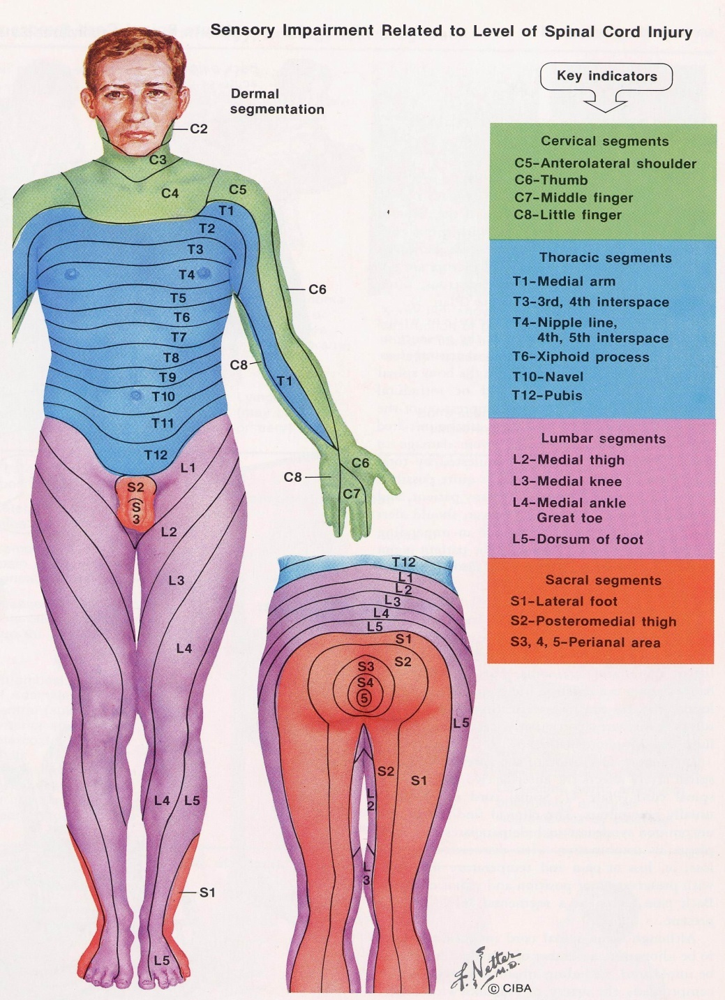 Sensory Impairment Related to Level of Spinal Cord Injury
Dermal
segmentation
Key indicators
Cervical segments
C5–Anterolateral shoulder
C6–Thumb
C7–Middle finger
C8–Little finger
Thoracic segments
T1–Medial arm
T3–3rd, 4th interspace
T4–Nipple line,
4th, 5th interspace
T6–Xiphoid process
T10–Navel
T12–Pubis
Lumbar segments
L2–Medial thigh
L3–Medial knee
L4–Medial ankle
Great toe
L5–Dorsum of foot
Sacral segments
S1–Lateral foot
S2–Posteromedial thigh
S3, 4, 5–Perianal area
C2
C3
C4
C5
T1
T2
T3
T4
C6
T5
T6
T7
T8
C8
T9
T1
T10
T11
T12
L1
C6
C8
S2
C7
S
3
L2
L3
L4
L4
L5
S1
L5
T12
L1
L2
L3
L4
L5
S1
S2
S3
S4
5
L5
S2
S1
L
2
L
3
F. Netter
M.D.
© CIBA